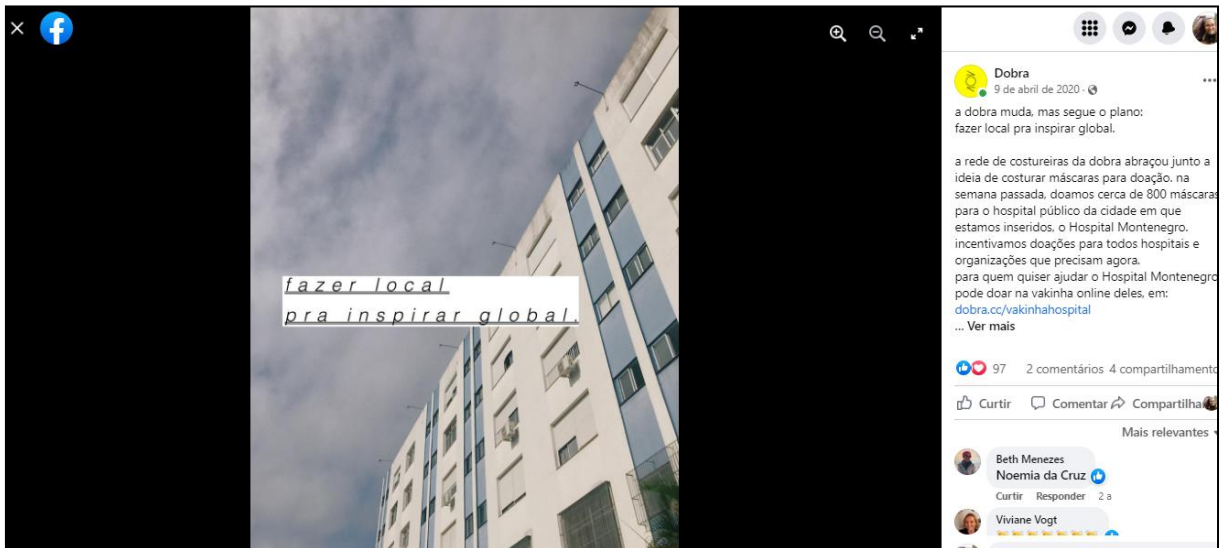 fazer local
pra inspirar global.
Dobra
9 de abril de 2020 ·
a dobra muda, mas segue o plano:
fazer local pra inspirar global.
a rede de costureiras da dobra abraçou junto a
ideia de costurar máscaras para doação. na
semana passada, doamos cerca de 800 máscaras
para o hospital público da cidade em que
estamos inseridos, o Hospital Montenegro.
incentivamos doações para todos hospitais e
organizações que precisam agora.
para quem quiser ajudar o Hospital Montenegro
pode doar na vakinha online deles, em:
dobra.cc/vakinhahospital
... Ver mais
97 2 comentários 4 compartilhamento
Curtir Comentar Compartilha
Mais relevantes
Beth Menezes
Noemia da Cruz
Curtir Responder 2 a
Viviane Vogt